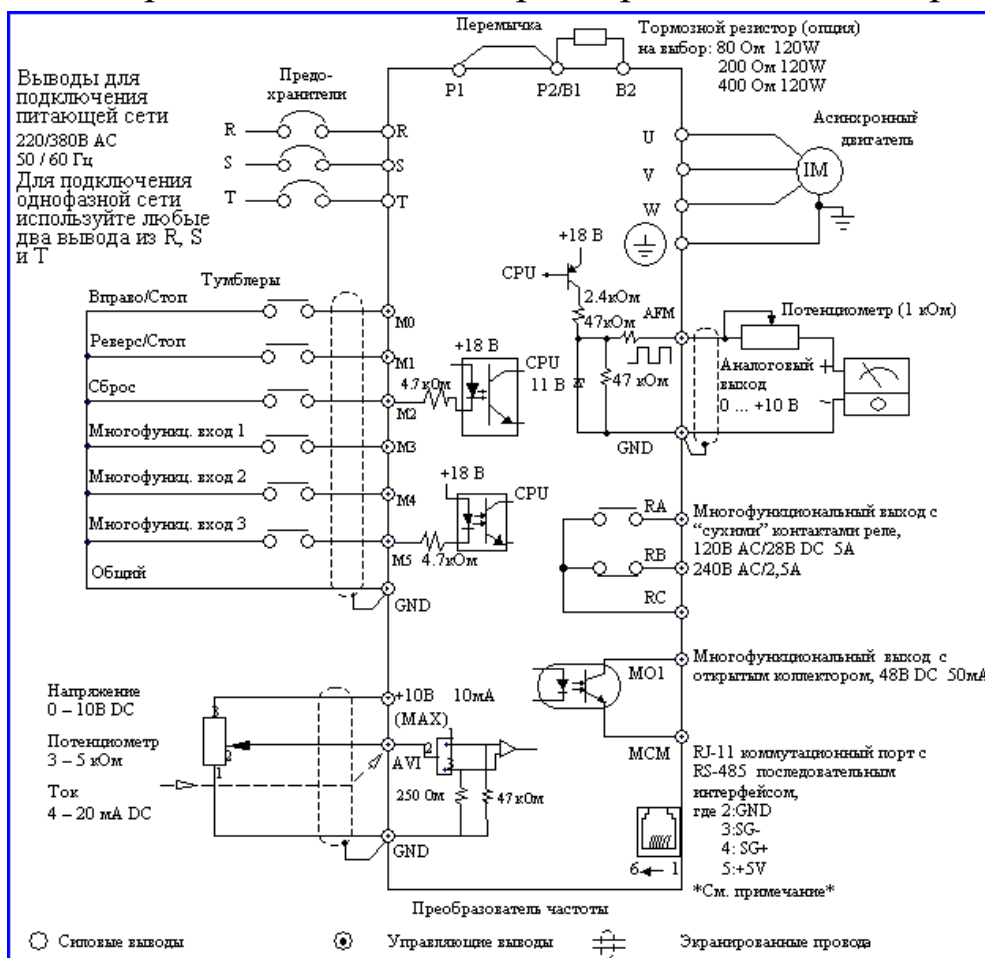 Перемычка
Тормозной резистор (опция)
на выбор: 80 Ом 120W
200 Ом 120W
400 Ом 120W
P1
P2/B1
B2
Выводы для
подключения
питающей сети
220/380В AC
50 / 60 Гц
Для подключения
однофазной сети
используйте любые
два вывода из R, S
и T
Предо-
хранители
R
R
S
S
T
T
U
V
W
Асинхронный
двигатель
IM
+18 В
CPU
2.4кОм
47кОм
AFM
47 кОм
11 В
GND
Потенциометр (1 кОм)
Аналоговый
выход
0 ... +10 В
+
~
Тумблеры
Вправо/Стоп
M0
Реверс/Стоп
M1
Сброс
M2
Многофункц. вход 1
M3
Многофункц. вход 2
M4
Многофункц. вход 3
M5
Общий
GND
+18 В
4.7кОм
CPU
+18 В
4.7кОм
CPU
RA
RB
RC
Многофункциональный выход с
“сухими” контактами реле,
120В AC/28В DC 5А
240В AC/2,5А
MO1
MCM
Многофункциональный выход с
открытым коллектором, 48В DC 50мА
Напряжение
0 – 10В DC
Потенциометр
3 – 5 кОм
Ток
4 – 20 мА DC
3
2
1
+10В 10мА
(MAX)
AVI
2
3
250 Ом
47кОм
GND
RJ-11 коммутационный порт с
RS-485 последовательным
интерфейсом,
где 2:GND
3:SG-
4: SG+
5:+5V
*См. примечание*
6 ← 1
Преобразователь частоты
Силовые выводы
Управляющие выводы
Экранированные провода